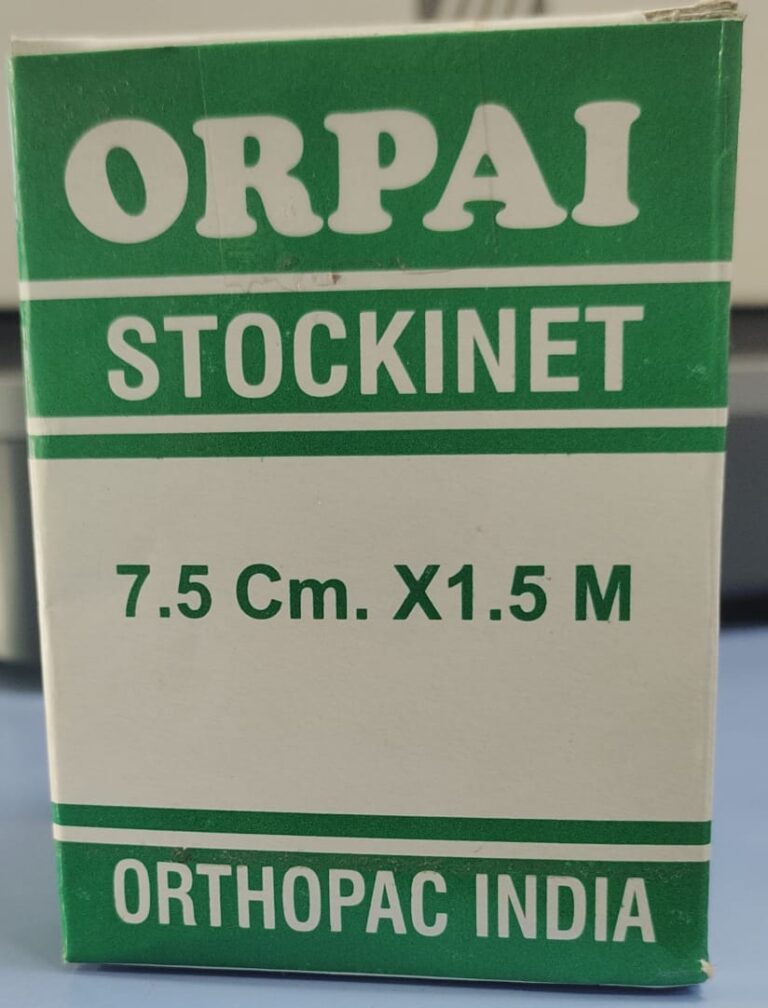 ORPAI
STOCKINET
7.5 Cm. X1.5 M
ORTHOPAC INDIA